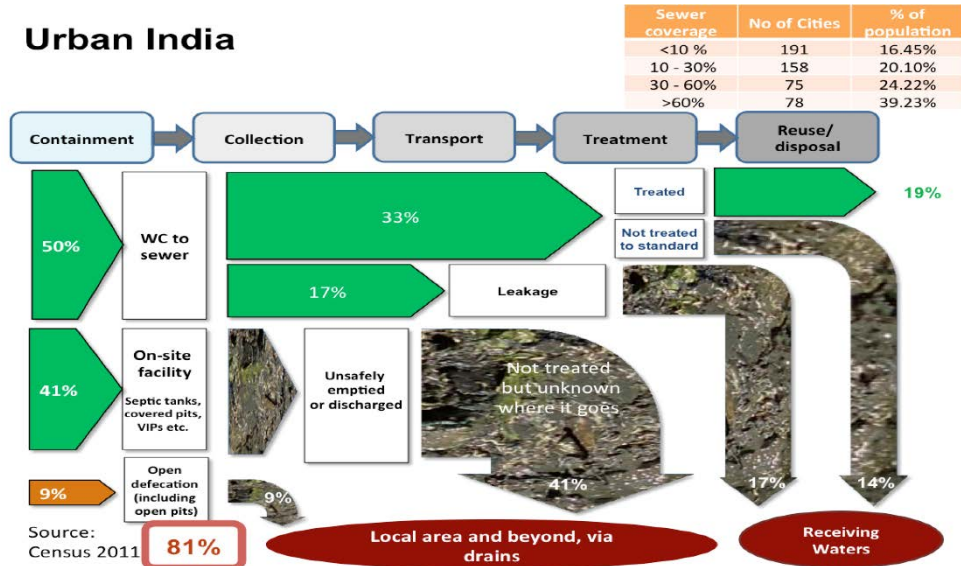 Urban India
Sewer coverage No of Cities % of population
<10 % 191 16.45%
10 - 30% 158 20.10%
30 - 60% 75 24.22%
>60% 78 39.23%
Containment
Collection
Transport
Treatment
Reuse/
disposal
50%
WC to
sewer
33%
Treated
19%
Not treated
to standard
17%
Leakage
41%
On-site
facility
Septic tanks,
covered pits,
VIPs etc.
Unsafely
emptied
or discharged
Not treated
but unknown
where it goes
41%
17%
14%
9%
Open
defecation
(including
open pits)
9%
Source:
Census 2011
81%
Local area and beyond, via
drains
Receiving
Waters